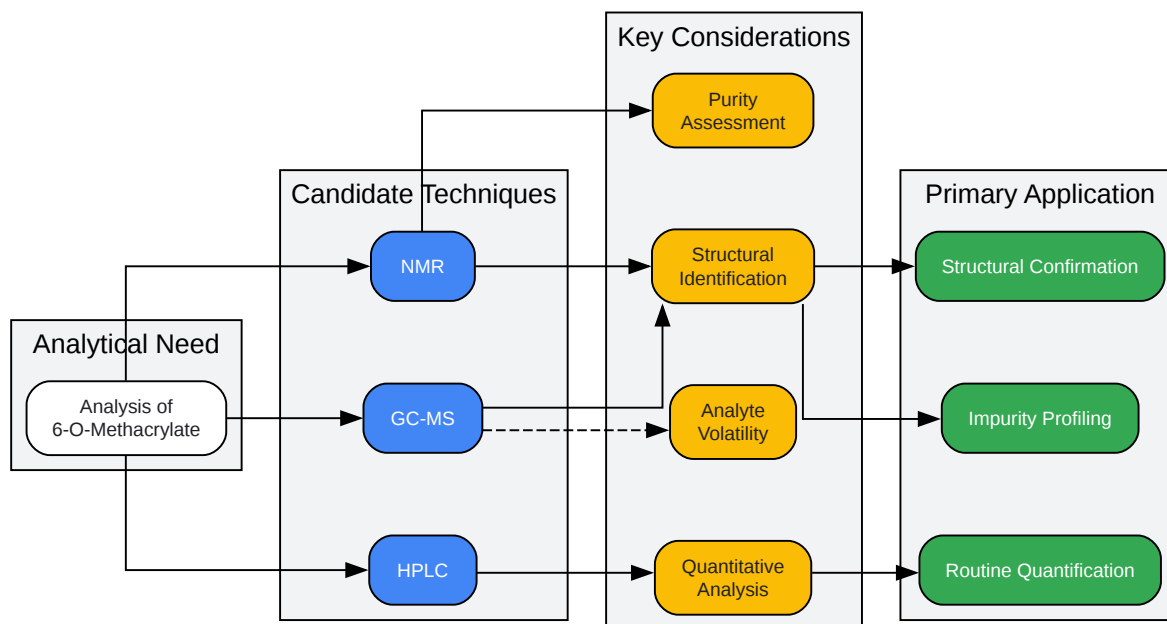 Key Considerations
Purity
Assessment
Candidate Techniques
Primary Application
NMR
Structural
Identification
Structural Confirmation
Analytical Need
Analysis of
6-O-Methacrylate
GC-MS
Analyte
Volatility
Impurity Profiling
HPLC
Quantitative
Analysis
Routine Quantification